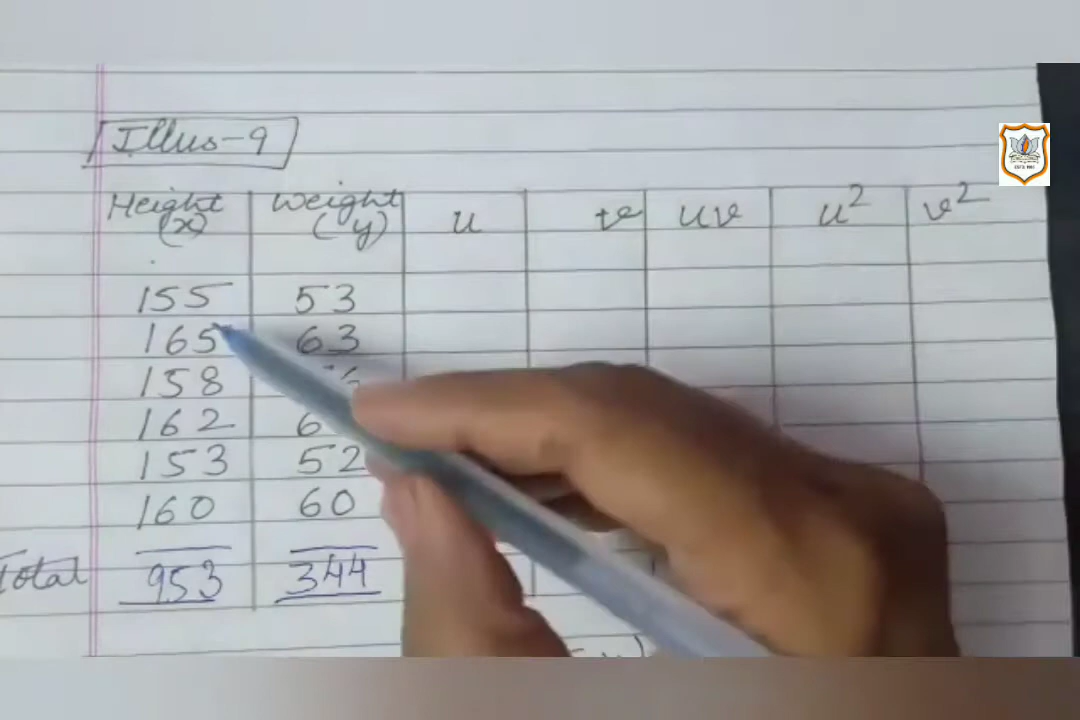 Illus-9
Height (x) Weight (y) u v uv u² v²
155 53
165 63
158
162
153 52
160 60
Total 953 344